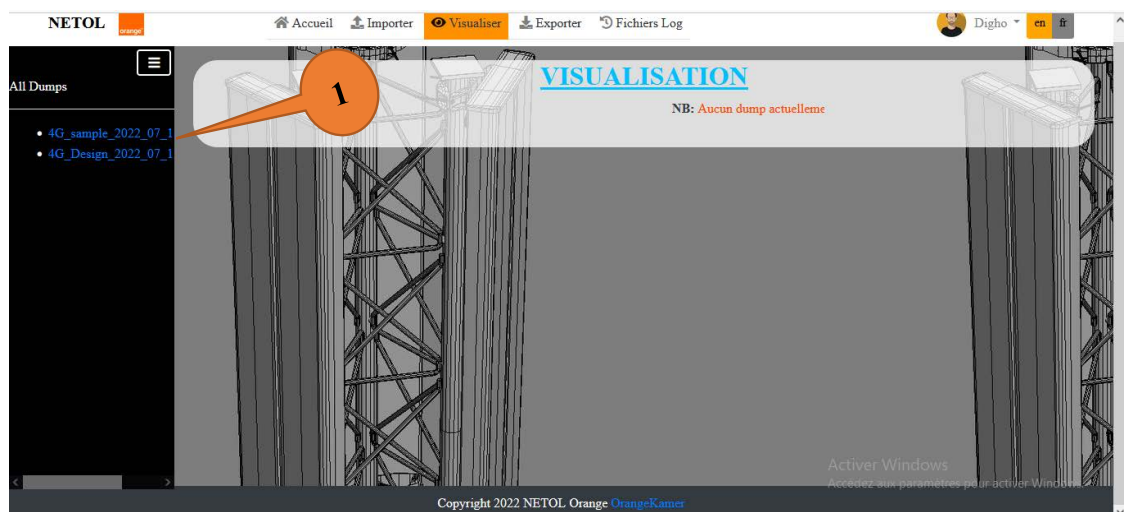 NETOL
orange
Accueil
Importer
Visualiser
Exporter
Fichiers Log
Digho
en
fr
All Dumps
4G_sample_2022_07_1
4G_Design_2022_07_1
1
VISUALISATION
NB: Aucun dump actuelleme
Activer Windows
Accédez aux paramètres pour activer Windows.
Copyright 2022 NETOL Orange OrangeKamer